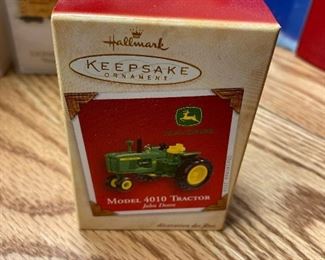 Hallmark
KEEPSAKE
ORNAMENT
JOHN DEERE
MODEL 4010 TRACTOR
John Deere